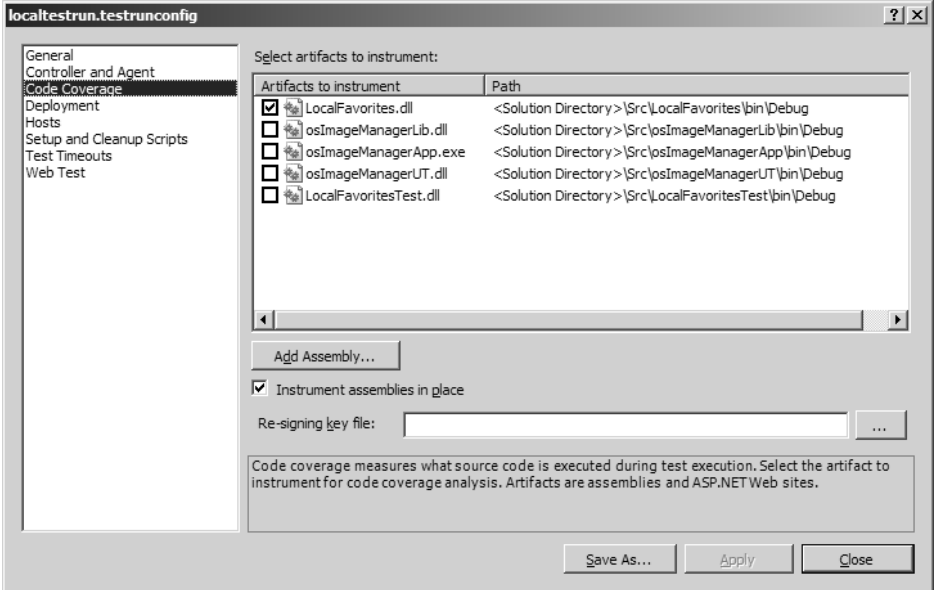 localtestrun.testrunconfig
General
Controller and Agent
Code Coverage
Deployment
Hosts
Setup and Cleanup Scripts
Test Timeouts
Web Test
Select artifacts to instrument:
Artifacts to instrument Path
LocalFavorites.dll <Solution Directory>\Src\LocalFavorites\bin\Debug
osImageManagerLib.dll <Solution Directory>\Src\osImageManagerLib\bin\Debug
osImageManagerApp.exe <Solution Directory>\Src\osImageManagerApp\bin\Debug
osImageManagerUT.dll <Solution Directory>\Src\osImageManagerUT\bin\Debug
LocalFavoritesTest.dll <Solution Directory>\Src\LocalFavoritesTest\bin\Debug
Add Assembly...
Instrument assemblies in place
Re-signing key file:
...
Code coverage measures what source code is executed during test execution. Select the artifact to
instrument for code coverage analysis. Artifacts are assemblies and ASP.NET Web sites.
Save As... Apply Close